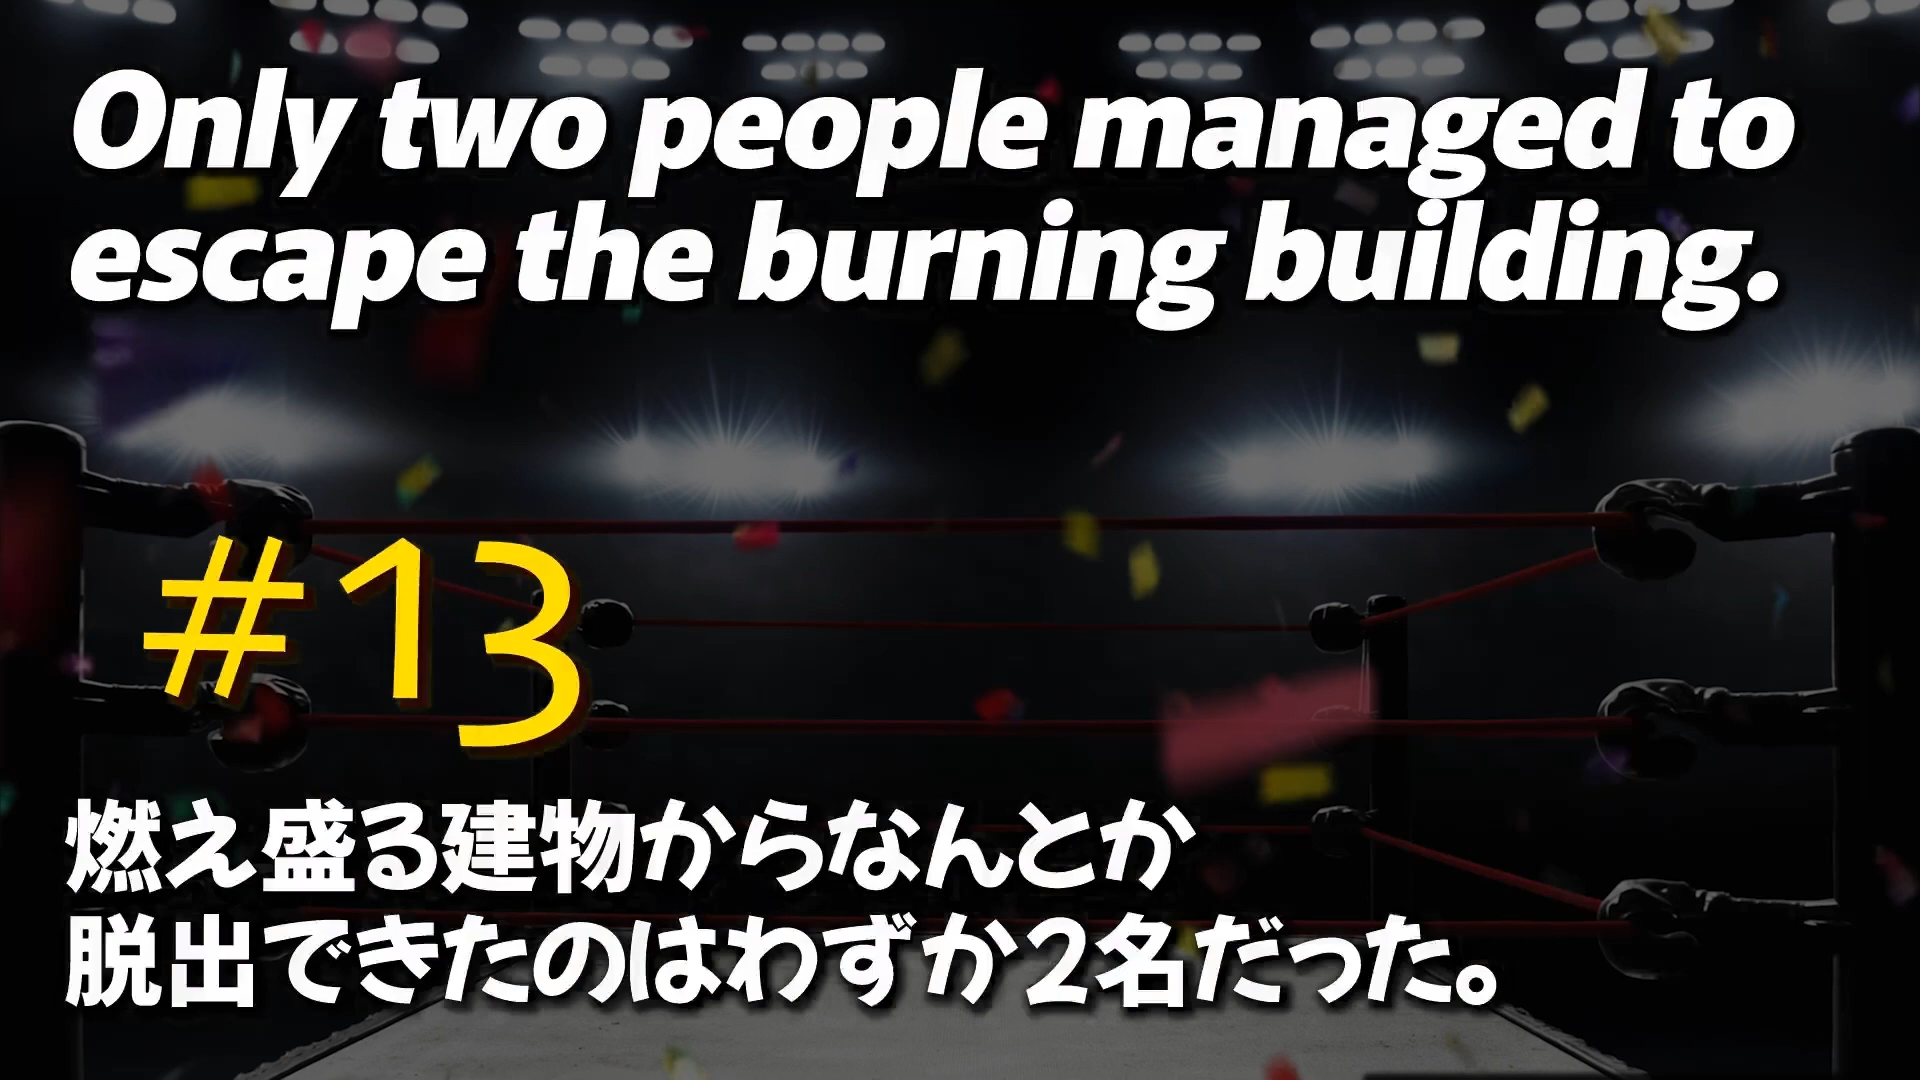 Only two people managed to
escape the burning building.
#13
燃え盛る建物からなんとか
脱出できたのはわずか2名だった。